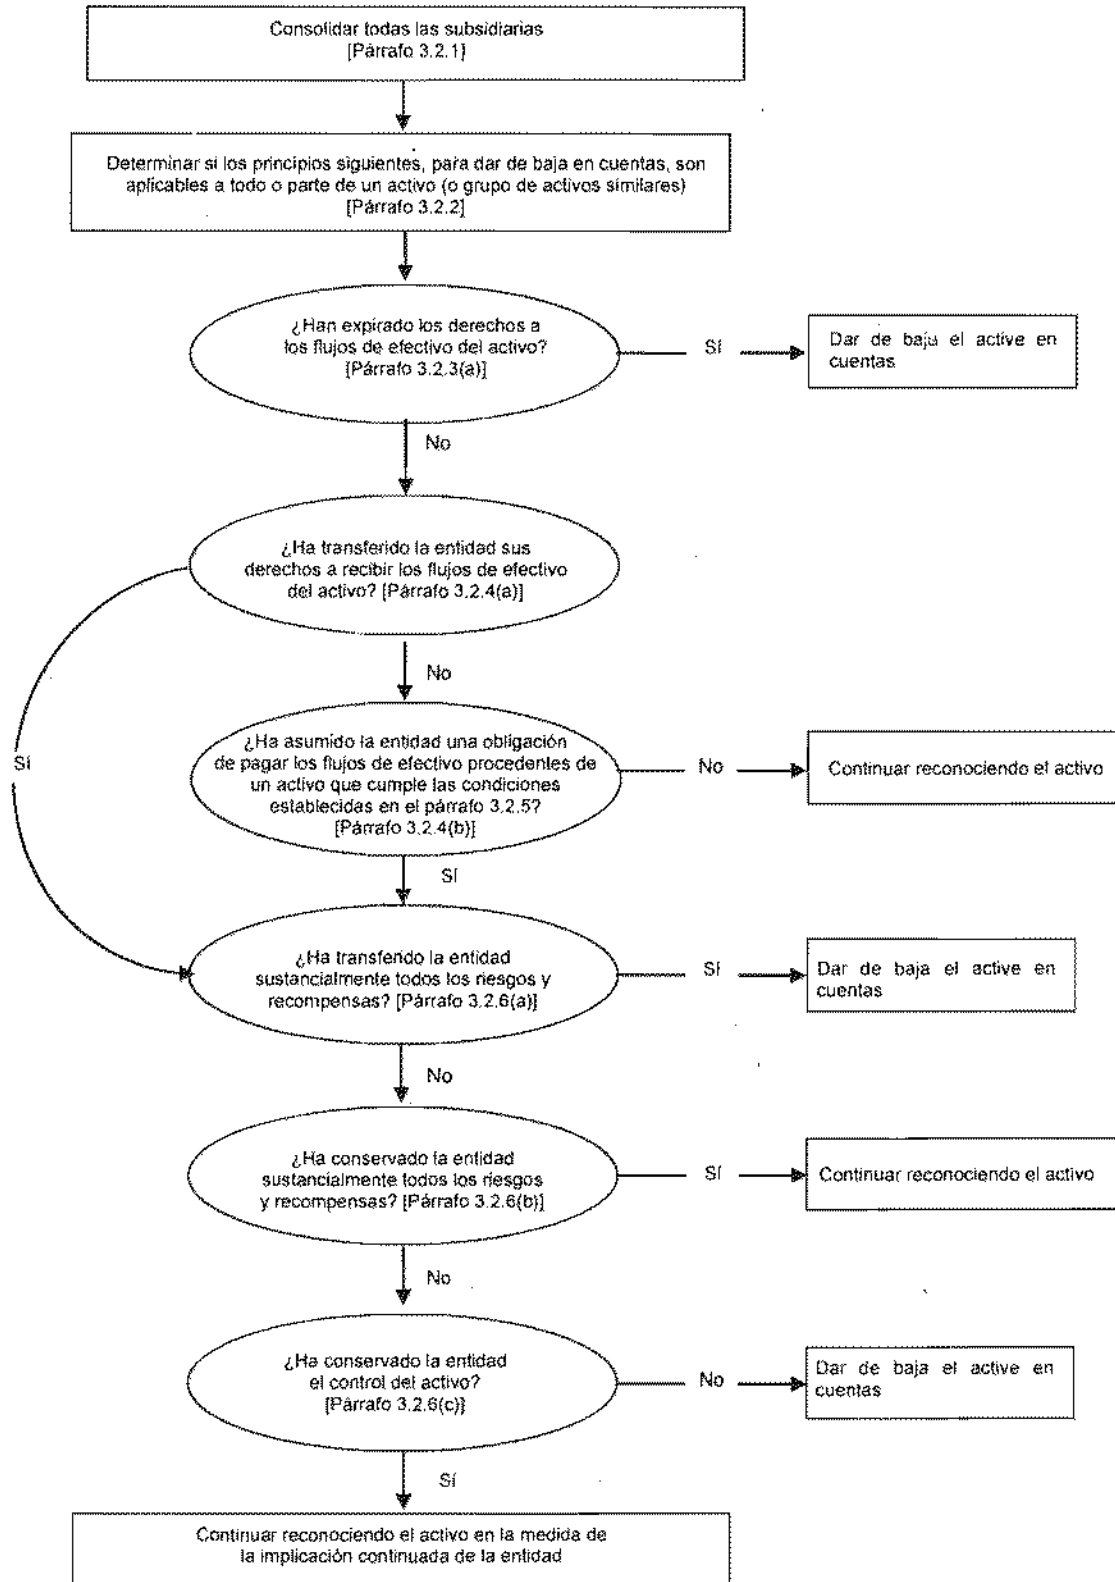 Consolidar todas las subsidiarias
[Párrafo 3.2.1]
Determinar si los principios siguientes, para dar de baja en cuentas, son
aplicables a todo o parte de un activo (o grupo de activos similares)
[Párrafo 3.2.2]
¿Han expirado los derechos a
los flujos de efectivo del activo?
[Párrafo 3.2.3(a)]
Sí
Dar de baja el active en
cuentas
No
¿Ha transferido la entidad sus
derechos a recibir los flujos de efectivo
del activo? [Párrafo 3.2.4(a)]
No
Sí
¿Ha asumido la entidad una obligación
de pagar los flujos de efectivo procedentes de
un activo que cumple las condiciones
establecidas en el párrafo 3.2.5?
[Párrafo 3.2.4(b)]
No
Continuar reconociendo el activo
Sí
¿Ha transferido la entidad
sustancialmente todos los riesgos y
recompensas? [Párrafo 3.2.6(a)]
Sí
Dar de baja el active en
cuentas
No
¿Ha conservado la entidad
sustancialmente todos los riesgos
y recompensas? [Párrafo 3.2.6(b)]
Sí
Continuar reconociendo el activo
No
¿Ha conservado la entidad
el control del activo?
[Párrafo 3.2.6(c)]
No
Dar de baja el active en
cuentas
Sí
Continuar reconociendo el activo en la medida de
la implicación continuada de la entidad